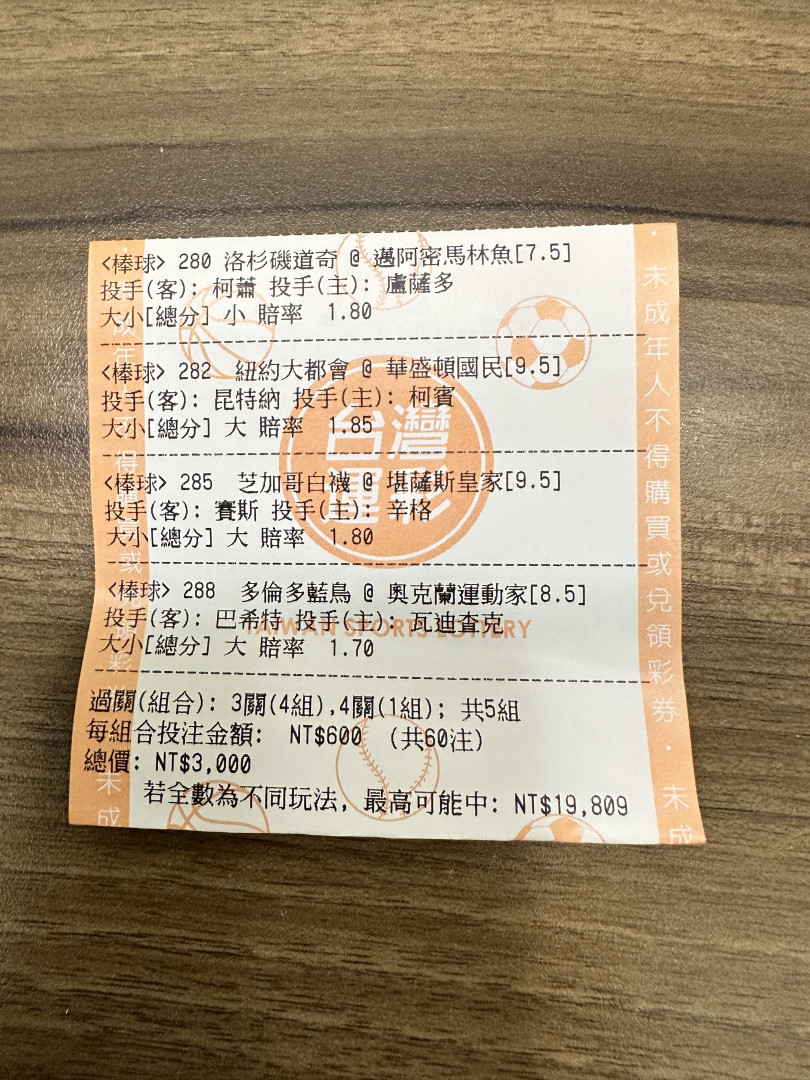 <棒球> 280 洛杉磯道奇 @ 邁阿密馬林魚[7.5]
投手(客): 柯蕭 投手(主): 盧薩多
大小[總分] 小 賠率 1.80
<棒球> 282 紐約大都會 @ 華盛頓國民[9.5]
投手(客): 昆特納 投手(主): 柯賓
大小[總分] 大 賠率 1.85
<棒球> 285 芝加哥白襪 @ 堪薩斯皇家[9.5]
投手(客): 賽斯 投手(主): 辛格
大小[總分] 大 賠率 1.80
<棒球> 288 多倫多藍鳥 @ 奧克蘭運動家[8.5]
投手(客): 巴希特 投手(主): 瓦迪查克
大小[總分] 大 賠率 1.70
過關(組合): 3關(4組),4關(1組); 共5組
每組合投注金額: NT$600 (共60注)
總價: NT$3,000
若全數為不同玩法, 最高可能中: NT$19,809
台灣
運彩
TAIWAN SPORTS LOTTERY
未成年人不得購買或兌領彩券・未成